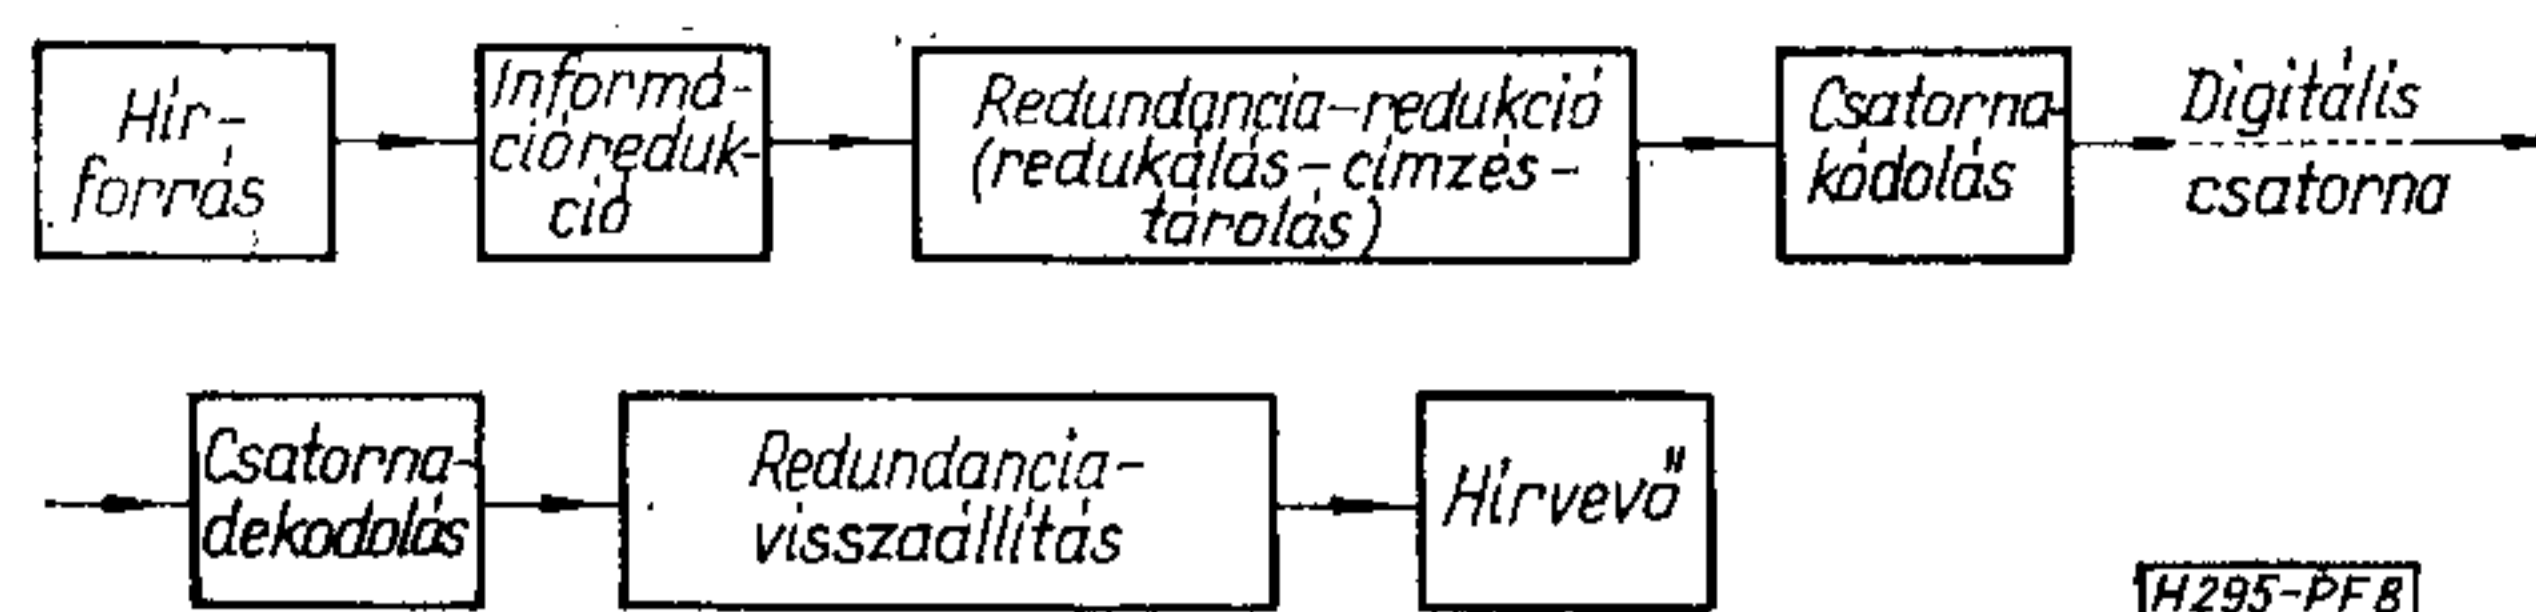 Hír-
forrás
Informá-
cióreduk-
ció
Redundancia-redukció
(redukálás-címzés-
tárolás)
Csatorna-
kódolás
Digitális
csatorna
Csatorna-
dekodolás
Redundancia-
visszaállítás
Hírvevő
H295-PF8